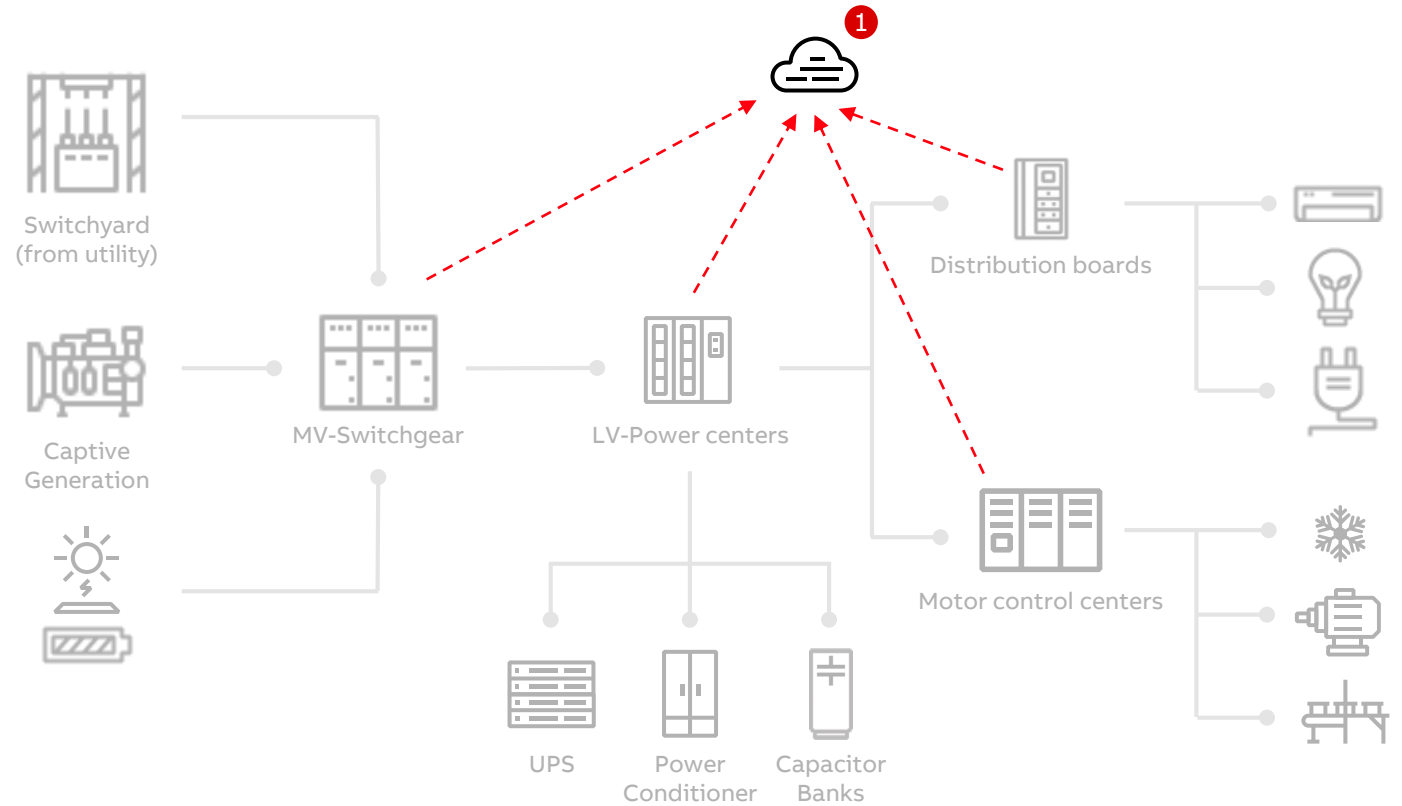 1
Switchyard
(from utility)
Distribution boards
MV-Switchgear
LV-Power centers
Captive
Generation
Motor control centers
UPS
Power
Conditioner
Capacitor
Banks